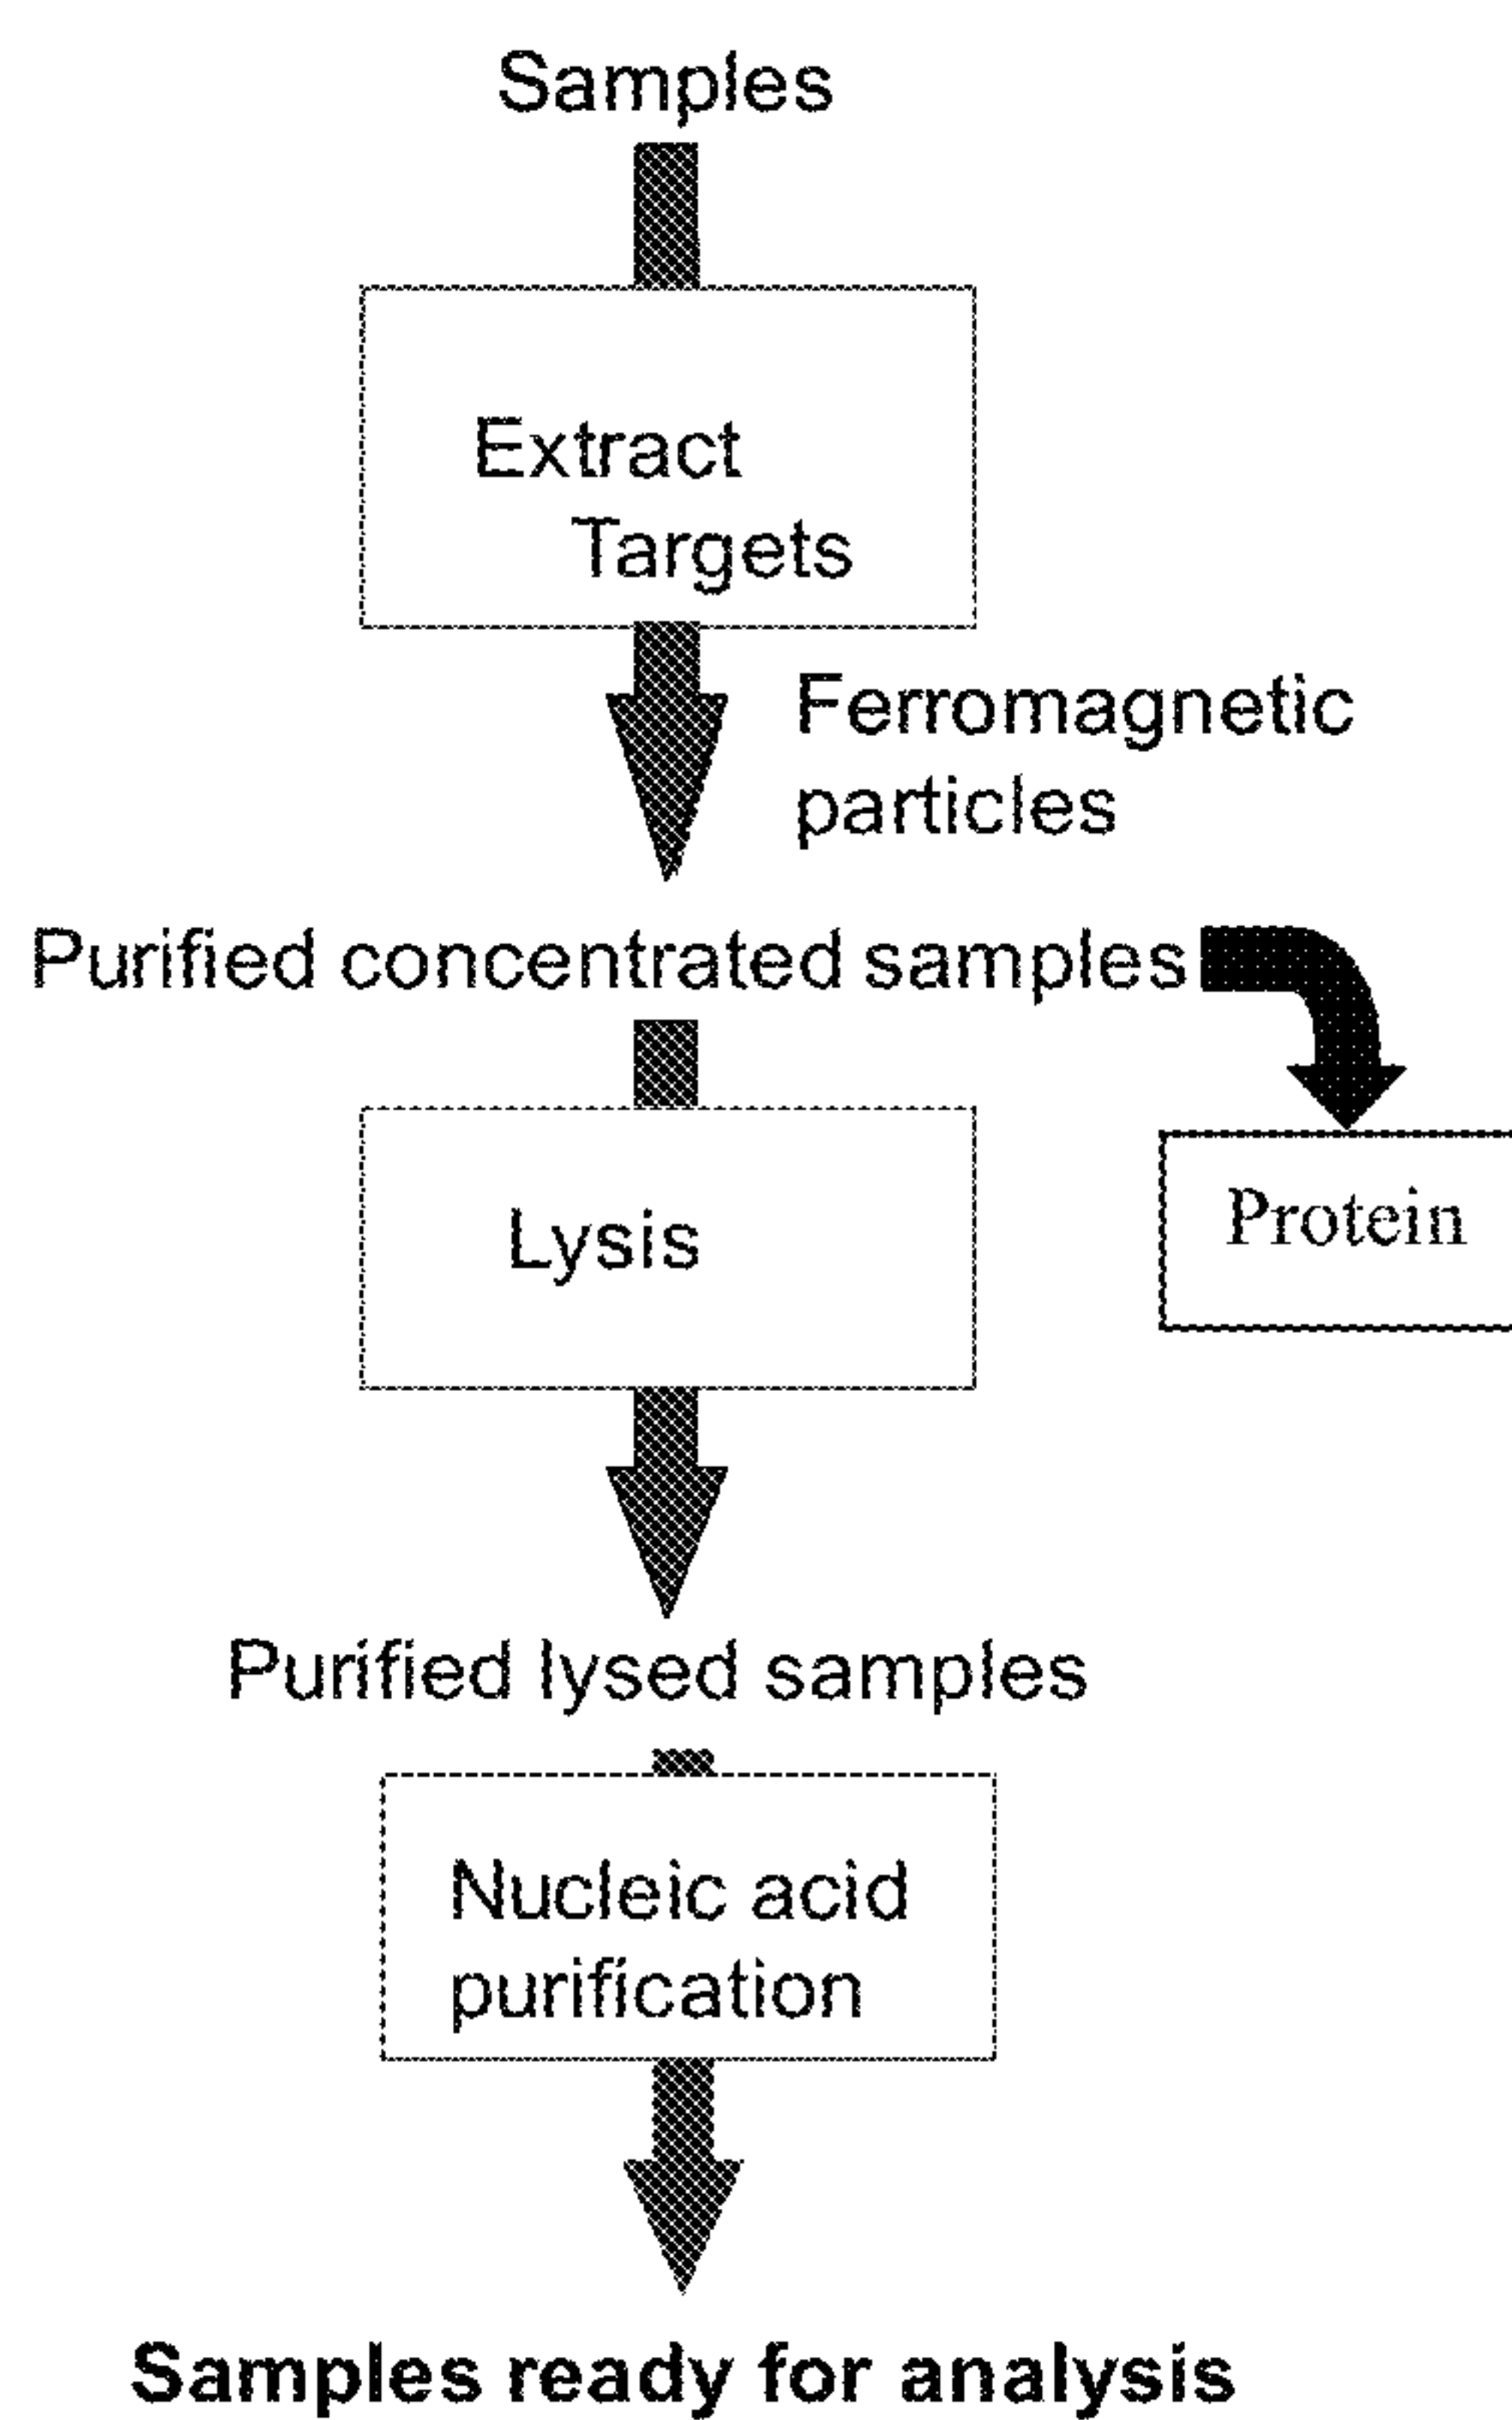 Samples
Extract
Targets
Ferromagnetic
particles
Purified concentrated samples
Lysis
Protein
Purified lysed samples
Nucleic acid
purification
Samples ready for analysis